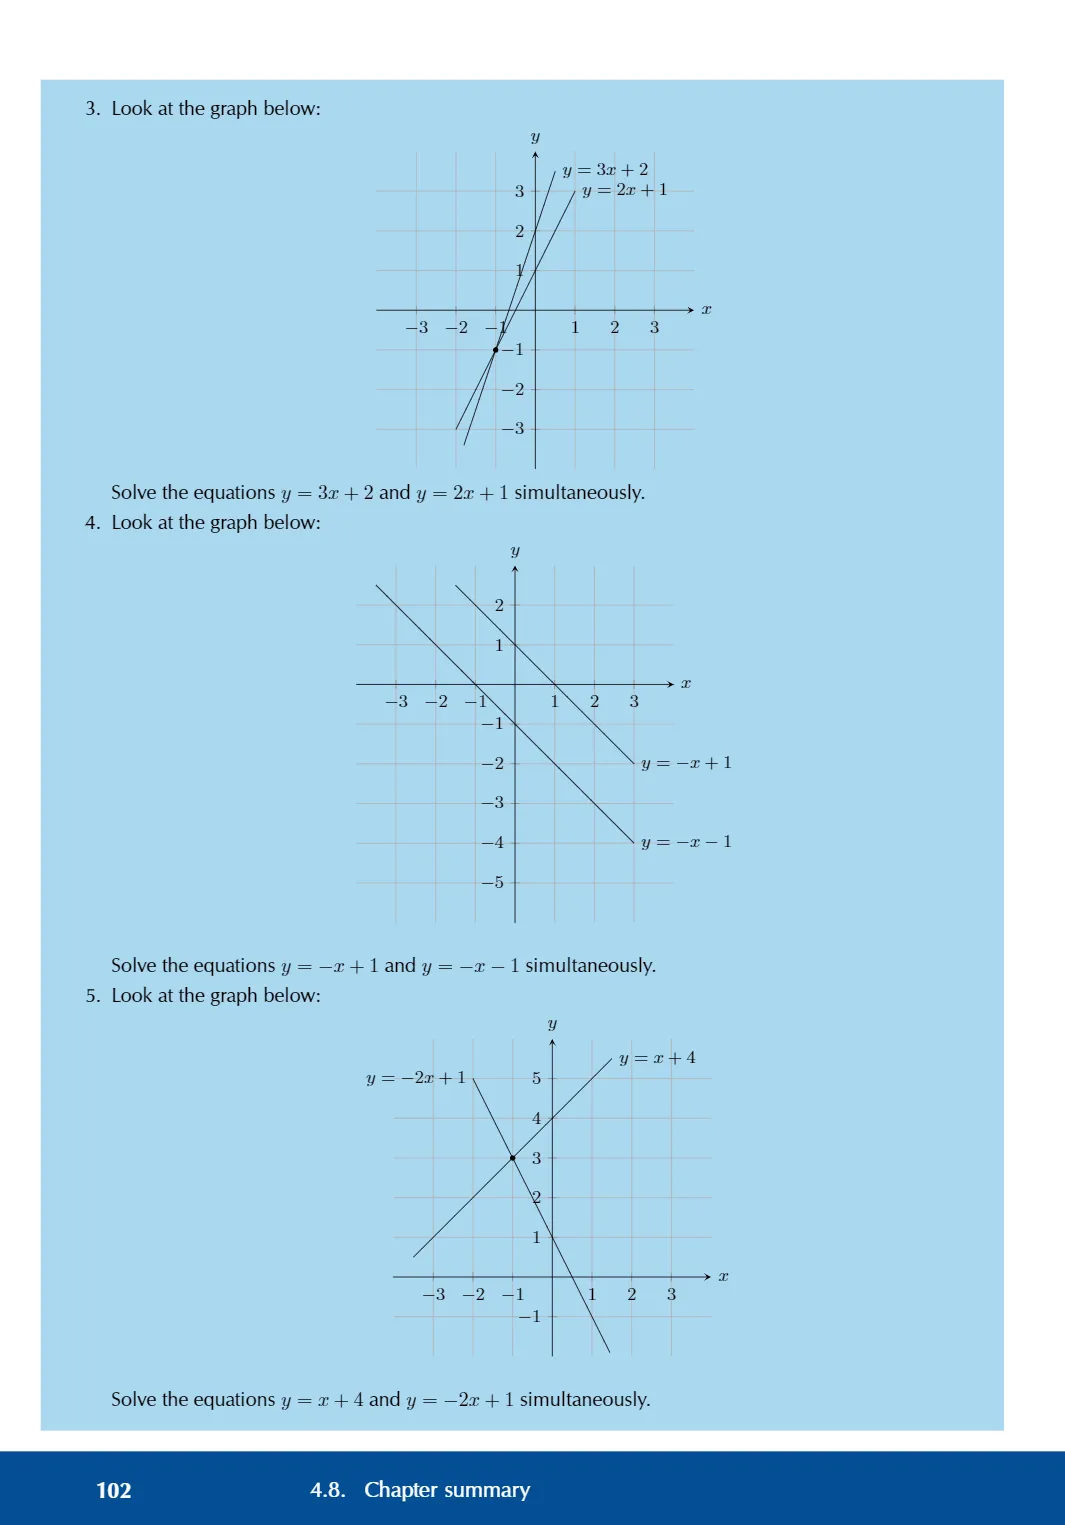 3. Look at the graph below:
y
y = 3x + 2
3
y = 2x + 1
2
1
x
−3 −2 −1 1 2 3
−1
−2
−3
Solve the equations y = 3x + 2 and y = 2x + 1 simultaneously.
4. Look at the graph below:
y
2
1
x
−3 −2 −1 1 2 3
−1
−2
y = −x + 1
−3
−4
y = −x − 1
−5
Solve the equations y = −x + 1 and y = −x − 1 simultaneously.
5. Look at the graph below:
y
y = x + 4
y = −2x + 1
5
4
3
2
1
x
−3 −2 −1 1 2 3
−1
Solve the equations y = x + 4 and y = −2x + 1 simultaneously.
102 4.8. Chapter summary